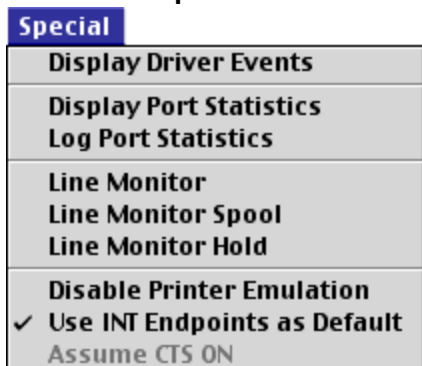 Special
Display Driver Events
Display Port Statistics
Log Port Statistics
Line Monitor
Line Monitor Spool
Line Monitor Hold
Disable Printer Emulation
✓ Use INT Endpoints as Default
Assume CTS ON